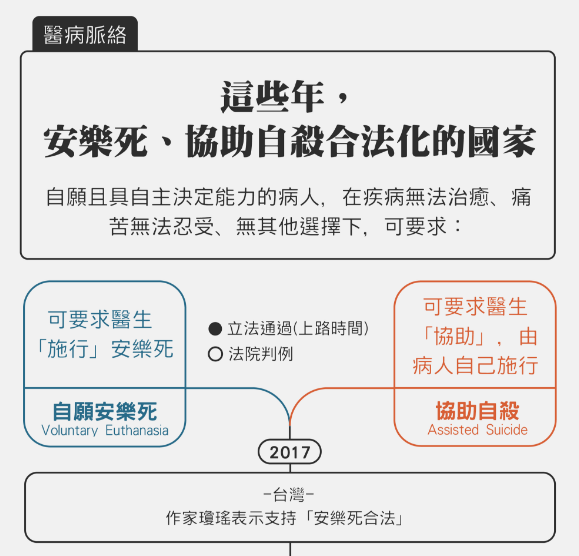 醫病脈絡
這些年，
安樂死、協助自殺合法化的國家
自願且具自主決定能力的病人，在疾病無法治癒、痛
苦無法忍受、無其他選擇下，可要求：
可要求醫生
「施行」安樂死
自願安樂死
Voluntary Euthanasia
● 立法通過(上路時間)
○ 法院判例
可要求醫生
「協助」，由
病人自己施行
協助自殺
Assisted Suicide
2017
-台灣-
作家瓊瑤表示支持「安樂死合法」